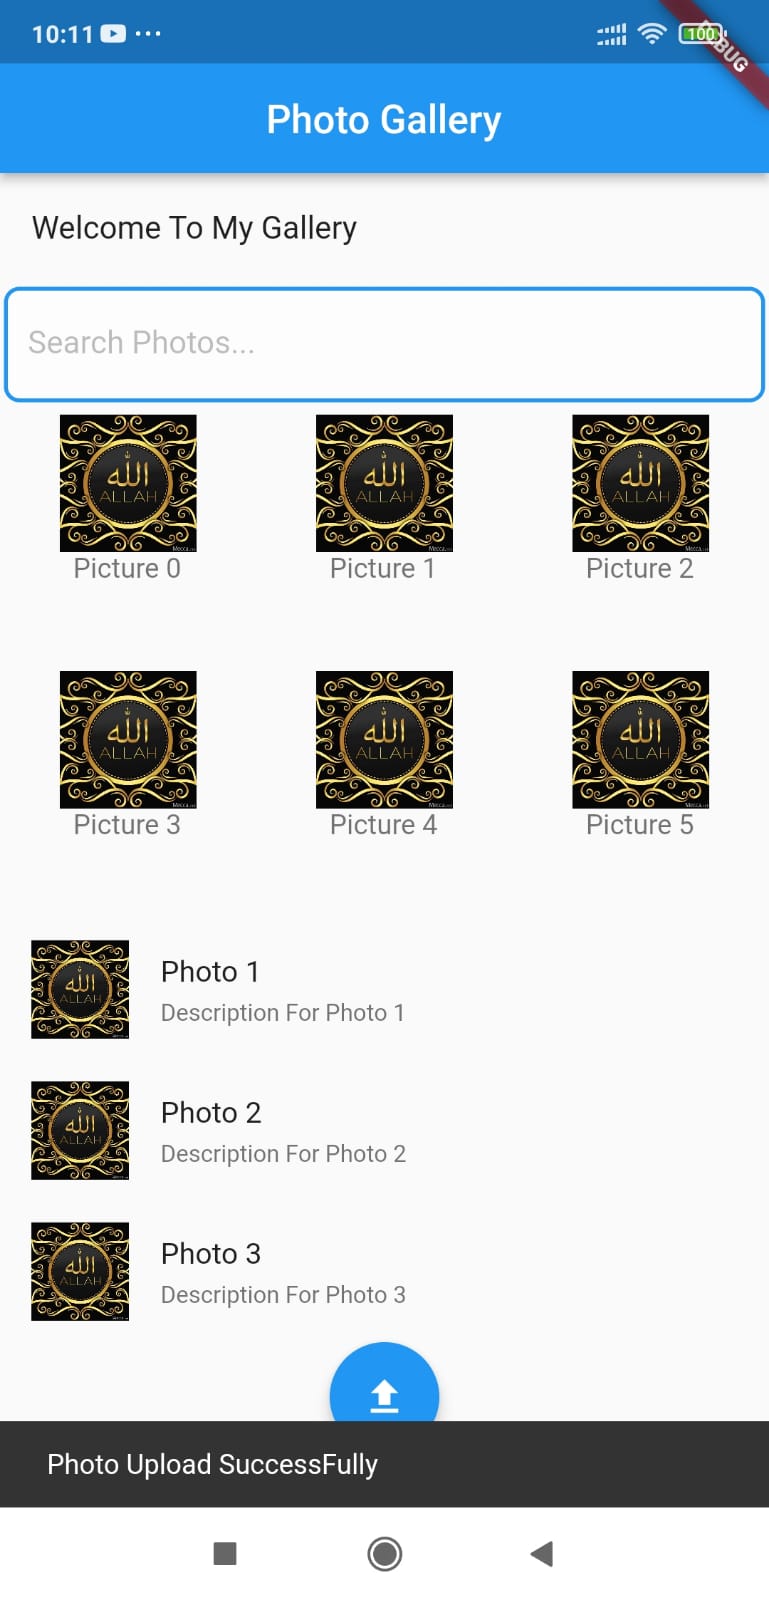 10:11
100
DEBUG
Photo Gallery
Welcome To My Gallery
Search Photos...
الله الله الله
ALLAH ALLAH ALLAH
Picture 0 Picture 1 Picture 2
الله الله الله
ALLAH ALLAH ALLAH
Picture 3 Picture 4 Picture 5
الله
ALLAH
Photo 1
Description For Photo 1
الله
ALLAH
Photo 2
Description For Photo 2
الله
ALLAH
Photo 3
Description For Photo 3
Photo Upload SuccessFully